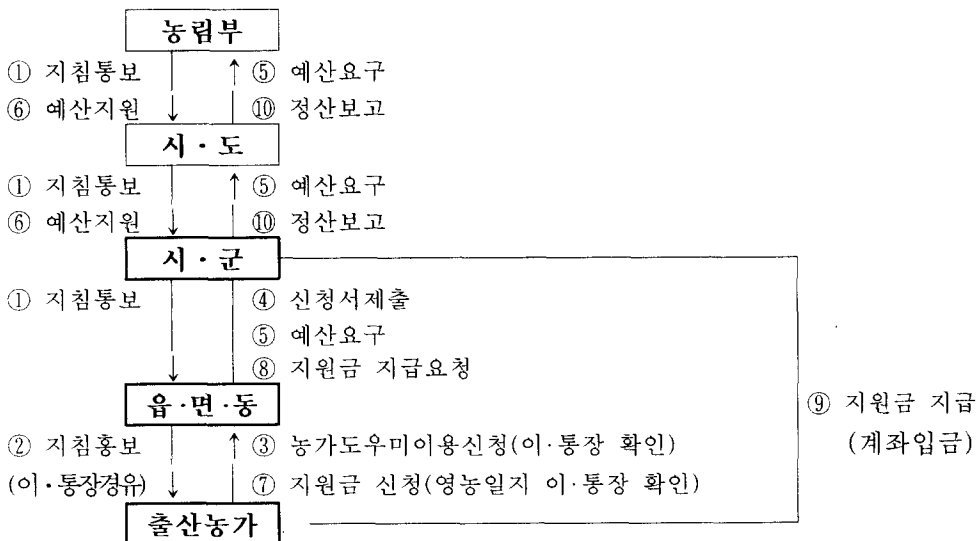 농림부
① 지침통보 ⑤ 예산요구
⑥ 예산지원 ⑩ 정산보고
시·도
① 지침통보 ⑤ 예산요구
⑥ 예산지원 ⑩ 정산보고
시·군
① 지침통보 ④ 신청서제출
⑤ 예산요구
⑧ 지원금 지급요청
읍·면·동
⑨ 지원금 지급
② 지침홍보 ③ 농가도우미이용신청(이·통장 확인)
(계좌입금)
(이·통장경유) ⑦ 지원금 신청(영농일지 이·통장 확인)
출산농가